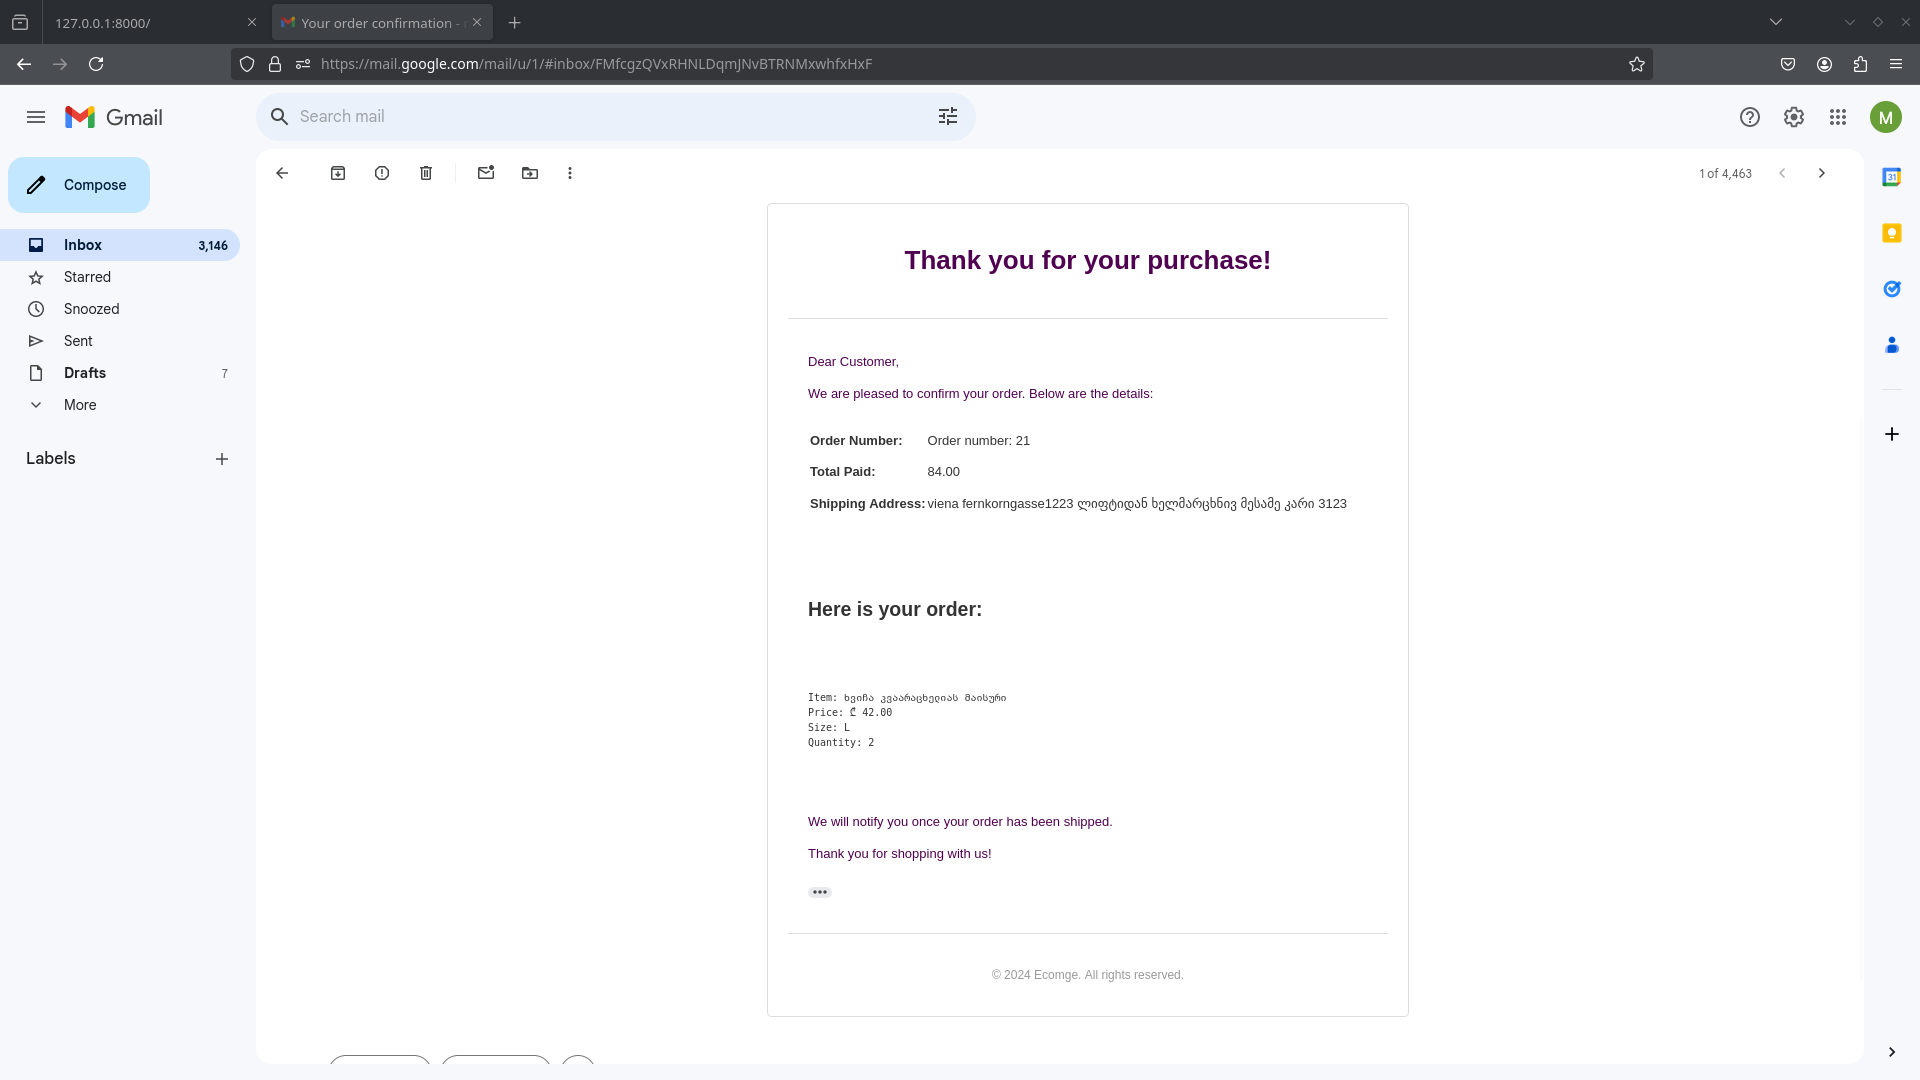 127.0.0.1:8000/
Your order confirmation -
https://mail.google.com/mail/u/1/#inbox/FMfcgzQVxRHNLDqmJNvBTRNMxwhfxHxF
Gmail
Search mail
M
Compose
1 of 4,463
Inbox 3,146
Starred
Snoozed
Sent
Drafts 7
More
Labels
31
Thank you for your purchase!
Dear Customer,
We are pleased to confirm your order. Below are the details:
Order Number: Order number: 21
Total Paid: 84.00
Shipping Address: viena fernkorngasse1223 ლიფტიდან ხელმარცხნივ მესამე კარი 3123
Here is your order:
Item: ხვიჩა კვაარაცხელიას მაისური
Price: ₾ 42.00
Size: L
Quantity: 2
We will notify you once your order has been shipped.
Thank you for shopping with us!
© 2024 Ecomge. All rights reserved.